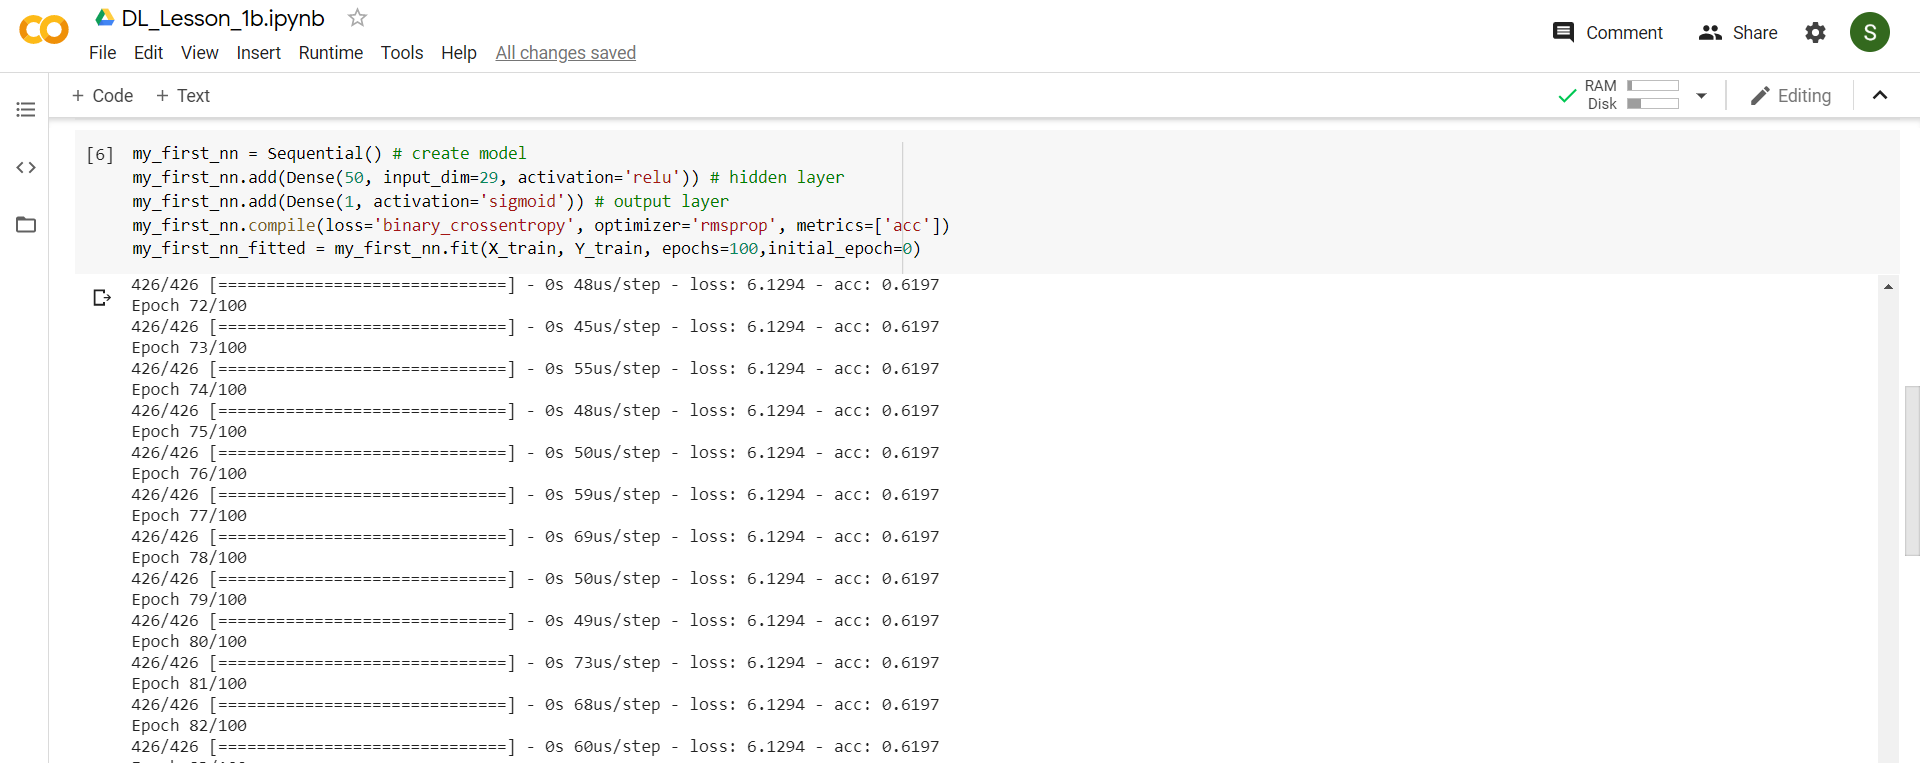 DL_Lesson_1b.ipynb
File Edit View Insert Runtime Tools Help All changes saved
Comment Share S
+ Code + Text
RAM
Disk
Editing
[6] my_first_nn = Sequential() # create model
my_first_nn.add(Dense(50, input_dim=29, activation='relu')) # hidden layer
my_first_nn.add(Dense(1, activation='sigmoid')) # output layer
my_first_nn.compile(loss='binary_crossentropy', optimizer='rmsprop', metrics=['acc'])
my_first_nn_fitted = my_first_nn.fit(X_train, Y_train, epochs=100,initial_epoch=0)
426/426 [==============================] - 0s 48us/step - loss: 6.1294 - acc: 0.6197
Epoch 72/100
426/426 [==============================] - 0s 45us/step - loss: 6.1294 - acc: 0.6197
Epoch 73/100
426/426 [==============================] - 0s 55us/step - loss: 6.1294 - acc: 0.6197
Epoch 74/100
426/426 [==============================] - 0s 48us/step - loss: 6.1294 - acc: 0.6197
Epoch 75/100
426/426 [==============================] - 0s 50us/step - loss: 6.1294 - acc: 0.6197
Epoch 76/100
426/426 [==============================] - 0s 59us/step - loss: 6.1294 - acc: 0.6197
Epoch 77/100
426/426 [==============================] - 0s 69us/step - loss: 6.1294 - acc: 0.6197
Epoch 78/100
426/426 [==============================] - 0s 50us/step - loss: 6.1294 - acc: 0.6197
Epoch 79/100
426/426 [==============================] - 0s 49us/step - loss: 6.1294 - acc: 0.6197
Epoch 80/100
426/426 [==============================] - 0s 73us/step - loss: 6.1294 - acc: 0.6197
Epoch 81/100
426/426 [==============================] - 0s 68us/step - loss: 6.1294 - acc: 0.6197
Epoch 82/100
426/426 [==============================] - 0s 60us/step - loss: 6.1294 - acc: 0.6197